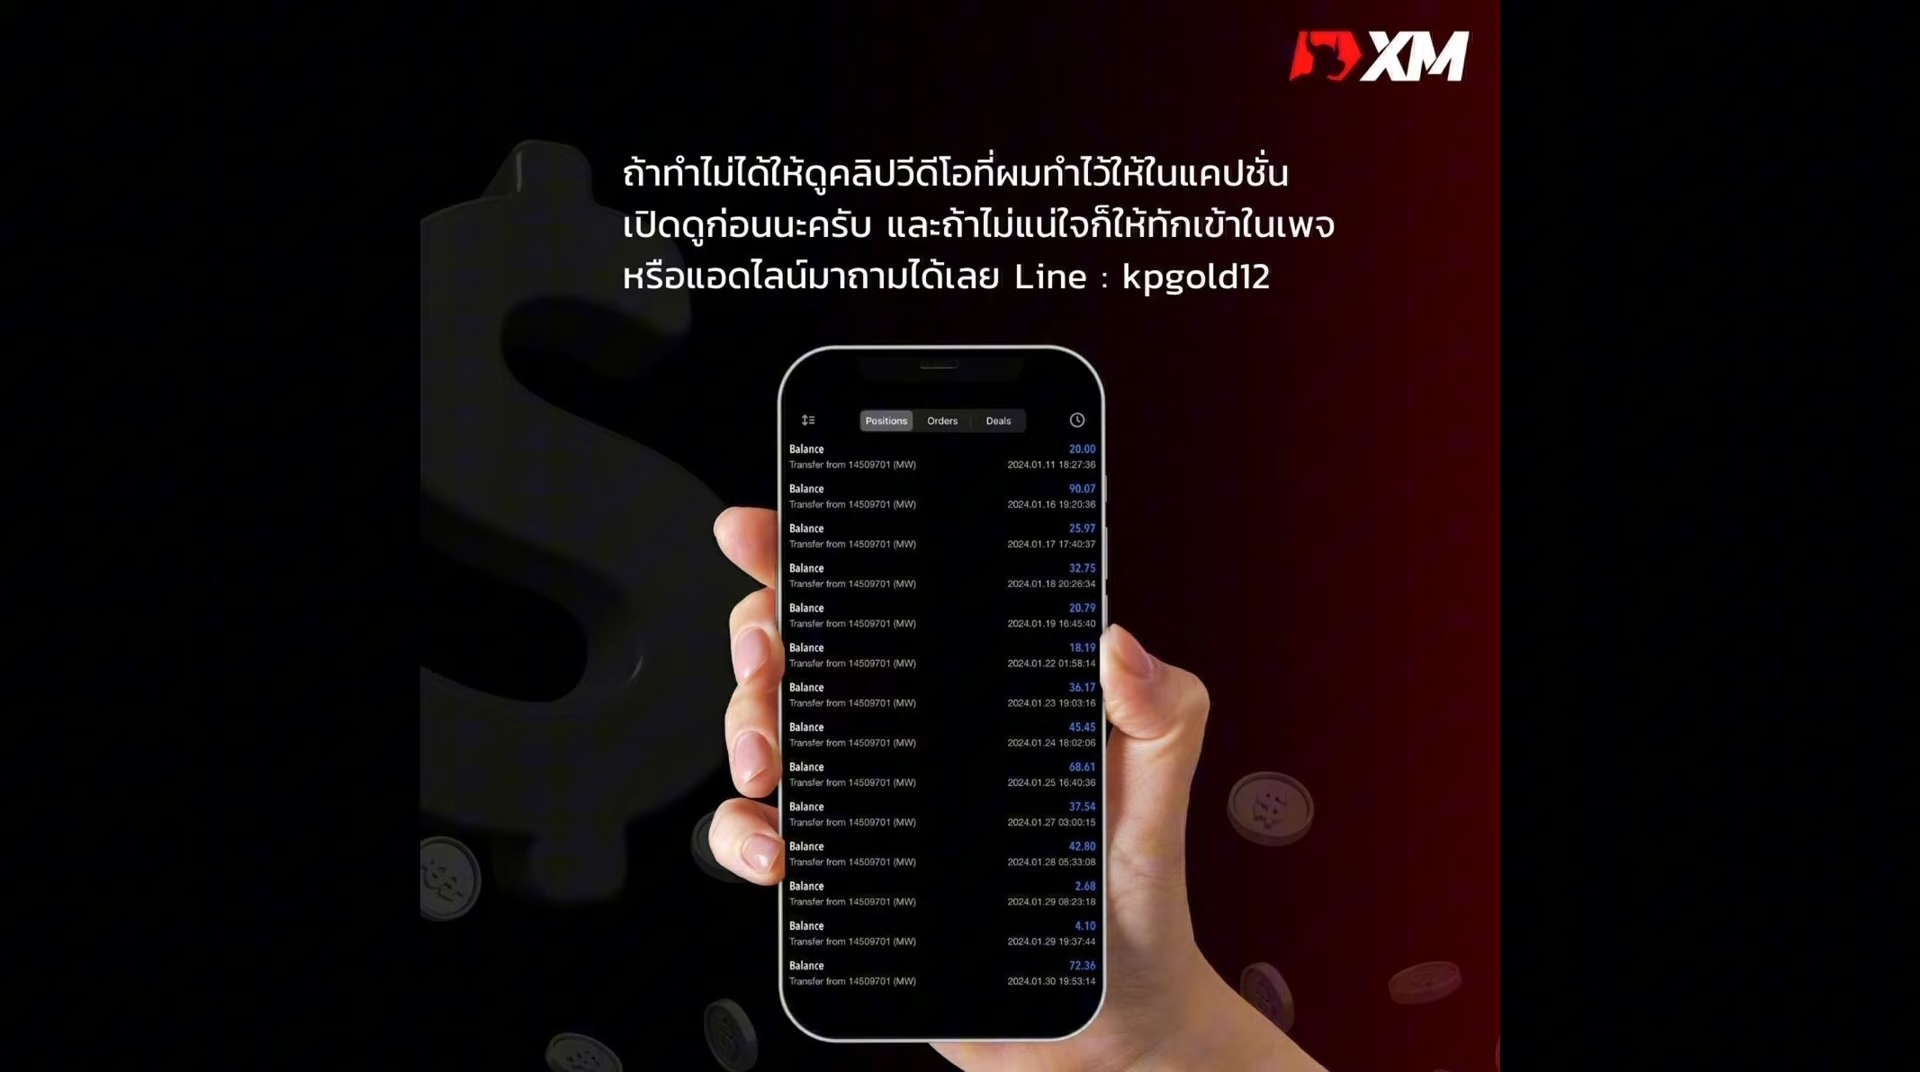 XM
ถ้าทำไม่ได้ให้ดูคลิปวีดีโอที่ผมทำไว้ให้ในแคปชั่น
เปิดดูก่อนนะครับ และถ้าไม่แน่ใจก็ให้ทักเข้าในเพจ
หรือแอดไลน์มาถามได้เลย Line : kpgold12
Positions Orders Deals
Balance 20.00
Transfer from 14509701 (MW) 2024.01.11 18:27:36
Balance 90.07
Transfer from 14509701 (MW) 2024.01.16 19:20:36
Balance 25.97
Transfer from 14509701 (MW) 2024.01.17 17:40:37
Balance 32.75
Transfer from 14509701 (MW) 2024.01.18 20:26:34
Balance 20.79
Transfer from 14509701 (MW) 2024.01.19 16:45:40
Balance 18.19
Transfer from 14509701 (MW) 2024.01.22 01:58:14
Balance 36.17
Transfer from 14509701 (MW) 2024.01.23 19:03:16
Balance 45.45
Transfer from 14509701 (MW) 2024.01.24 18:02:06
Balance 68.61
Transfer from 14509701 (MW) 2024.01.25 16:40:36
Balance 37.54
Transfer from 14509701 (MW) 2024.01.27 03:00:15
Balance 42.80
Transfer from 14509701 (MW) 2024.01.28 05:33:08
Balance 2.68
Transfer from 14509701 (MW) 2024.01.29 08:23:18
Balance 4.10
Transfer from 14509701 (MW) 2024.01.29 19:37:44
Balance 72.36
Transfer from 14509701 (MW) 2024.01.30 19:53:14